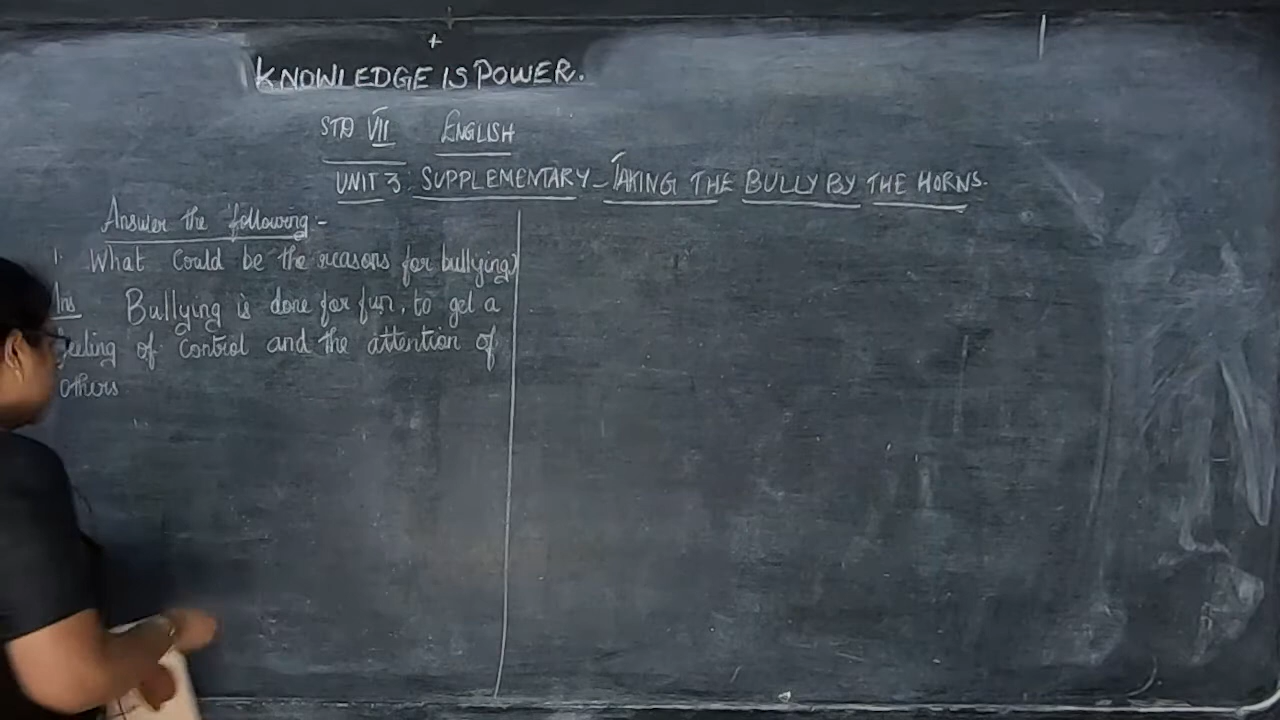 KNOWLEDGE IS POWER.
STD VII ENGLISH
UNIT 3: SUPPLEMENTARY - TAKING THE BULLY BY THE HORNS.
Answer the following:-
1. What could be the reasons for bullying?
Ans Bullying is done for fun, to get a
feeling of control and the attention of
others